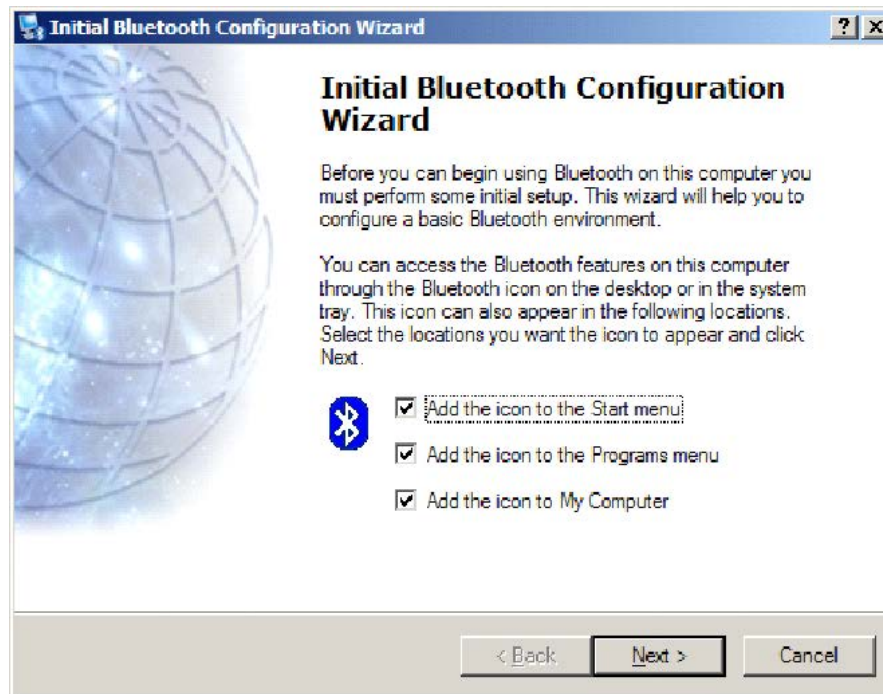 Initial Bluetooth Configuration Wizard
Initial Bluetooth Configuration
Wizard
Before you can begin using Bluetooth on this computer you
must perform some initial setup. This wizard will help you to
configure a basic Bluetooth environment.
You can access the Bluetooth features on this computer
through the Bluetooth icon on the desktop or in the system
tray. This icon can also appear in the following locations.
Select the locations you want the icon to appear and click
Next.
Add the icon to the Start menu
Add the icon to the Programs menu
Add the icon to My Computer
< Back Next > Cancel